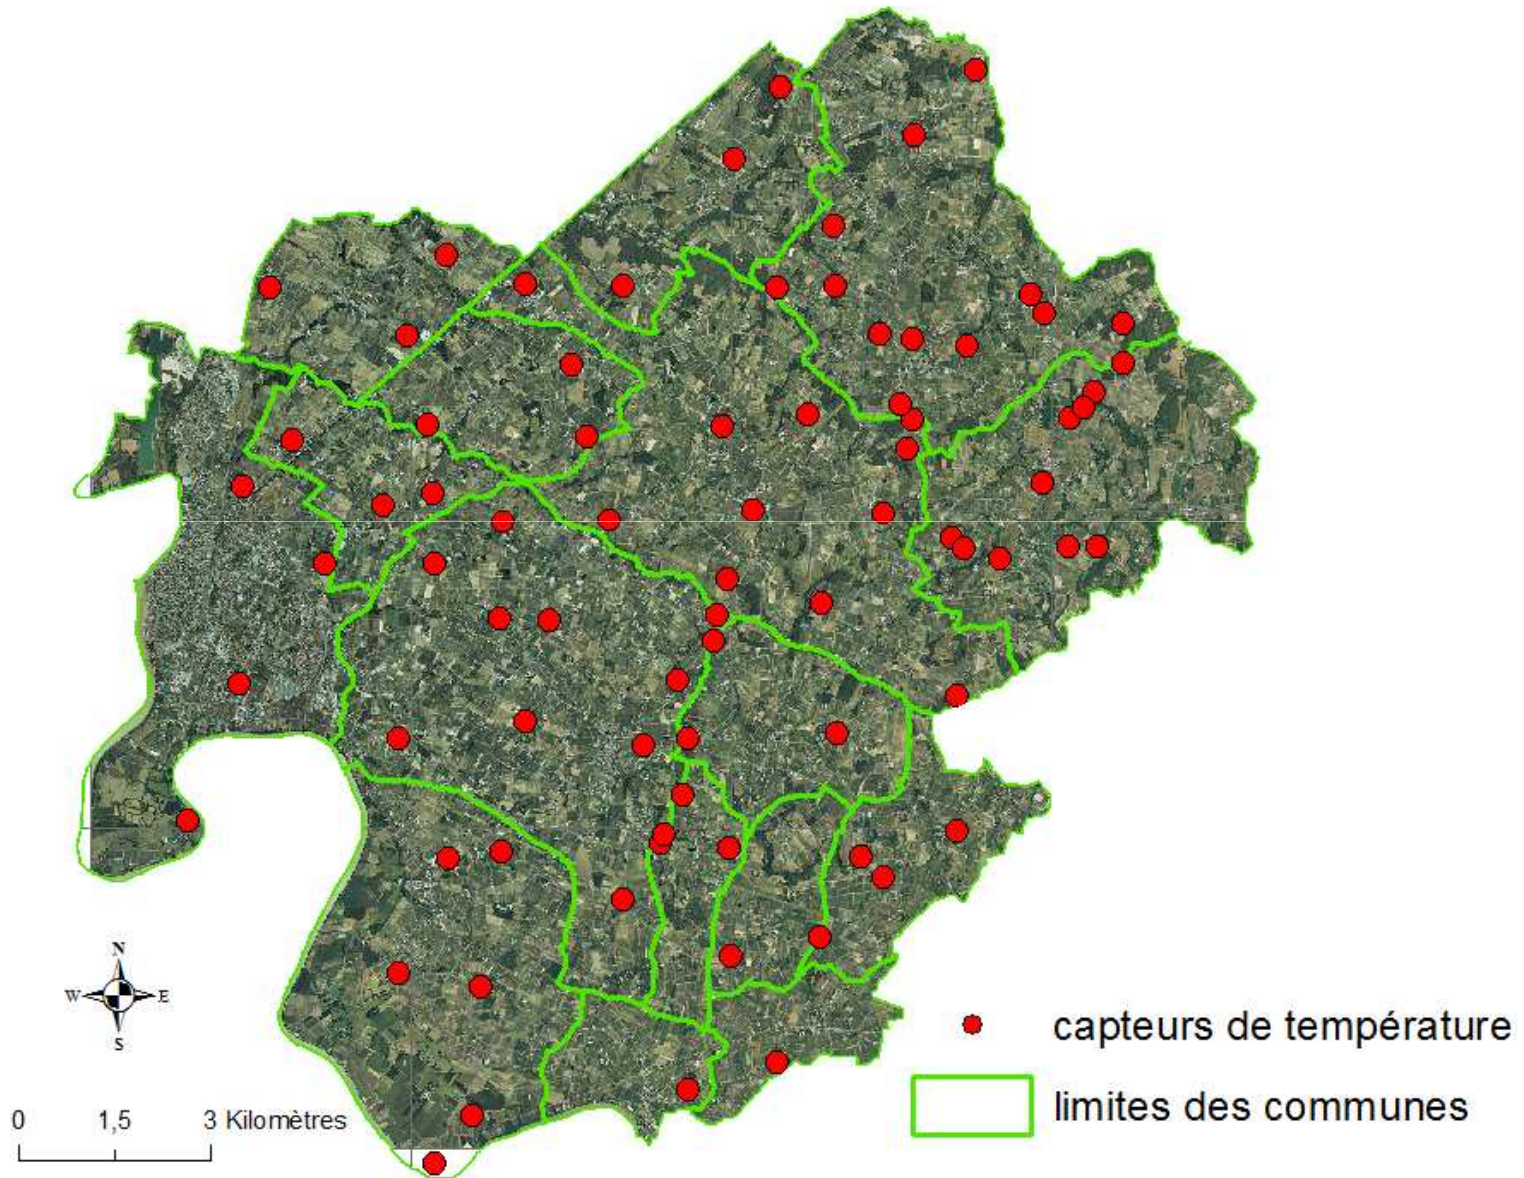 N
W E
S
0 1,5 3 Kilomètres
capteurs de température
limites des communes